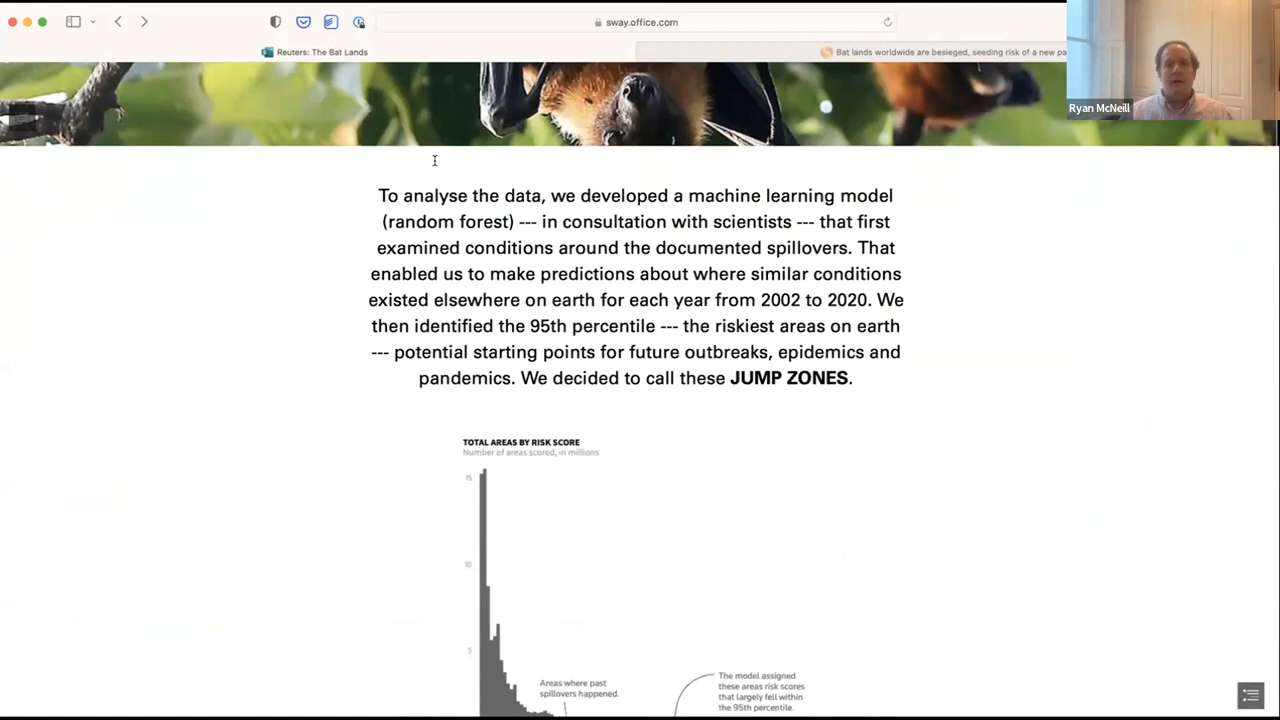 sway.office.com
Reuters: The Bat Lands
Bat lands worldwide are besieged, seeding risk of a new pa
Ryan McNeill
To analyse the data, we developed a machine learning model
(random forest) --- in consultation with scientists --- that first
examined conditions around the documented spillovers. That
enabled us to make predictions about where similar conditions
existed elsewhere on earth for each year from 2002 to 2020. We
then identified the 95th percentile --- the riskiest areas on earth
--- potential starting points for future outbreaks, epidemics and
pandemics. We decided to call these JUMP ZONES.
TOTAL AREAS BY RISK SCORE
Number of areas scored, in millions
15
10
5
Areas where past
spillovers happened.
The model assigned
these areas risk scores
that largely fell within
the 95th percentile.